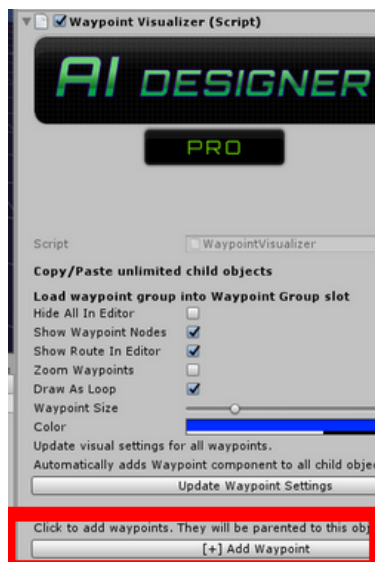 Waypoint Visualizer (Script)
AI DESIGNER
PRO
Script WaypointVisualizer
Copy/Paste unlimited child objects
Load waypoint group into Waypoint Group slot
Hide All In Editor
Show Waypoint Nodes
Show Route In Editor
Zoom Waypoints
Draw As Loop
Waypoint Size
Color
Update visual settings for all waypoints.
Automatically adds Waypoint component to all child obje
Update Waypoint Settings
Click to add waypoints. They will be parented to this obj
[+] Add Waypoint